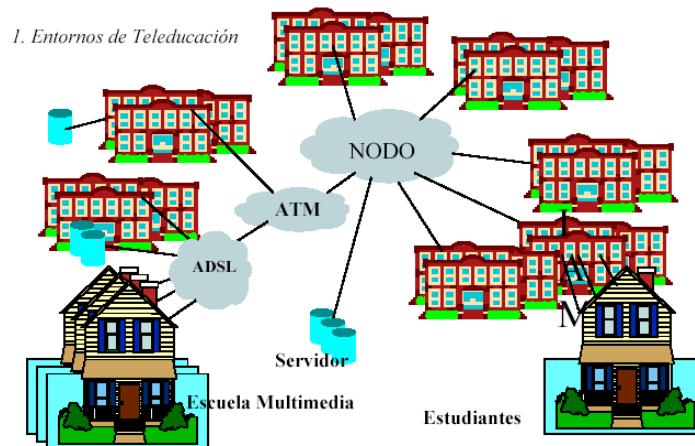 1. Entornos de Teleducación
NODO
ATM
ADSL
Servidor
Escuela Multimedia
Estudiantes